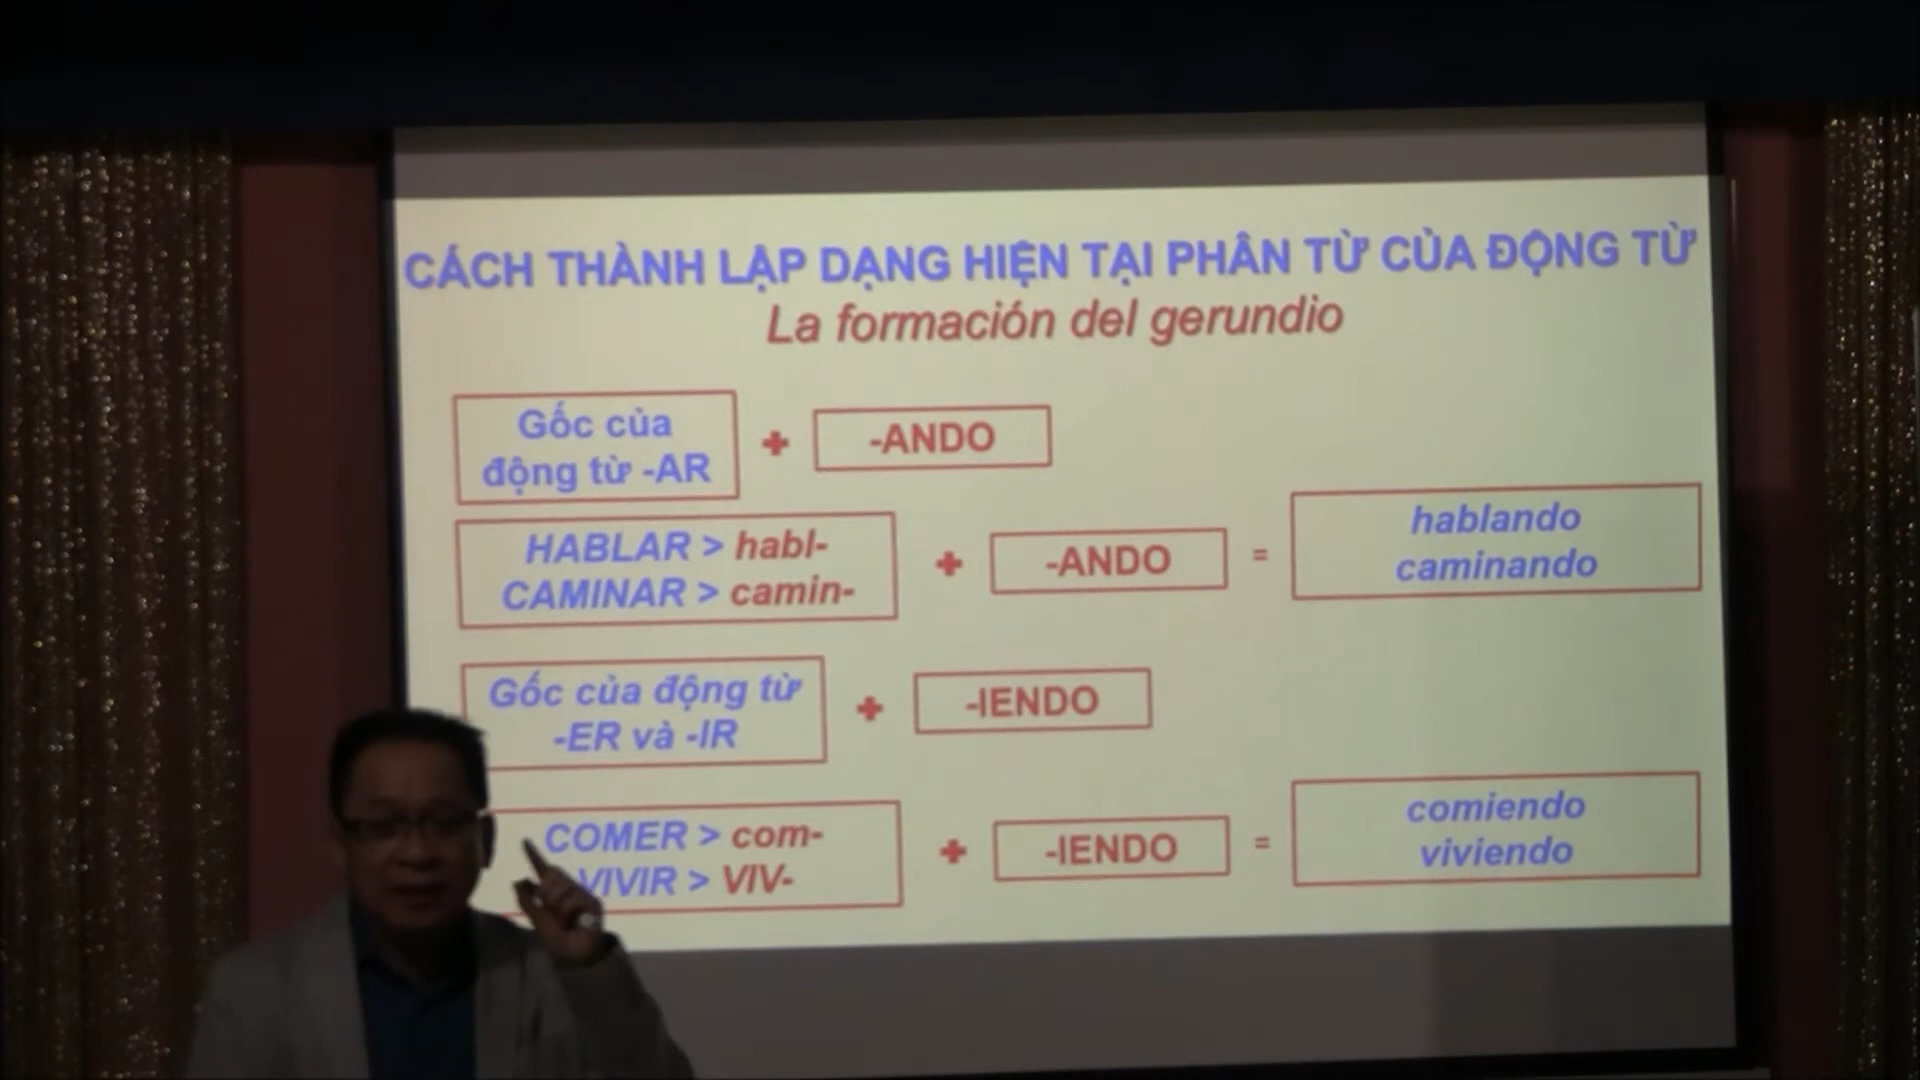 CÁCH THÀNH LẬP DẠNG HIỆN TẠI PHÂN TỪ CỦA ĐỘNG TỪ
La formación del gerundio
Gốc của
động từ -AR
+
-ANDO
HABLAR > habl-
CAMINAR > camin-
+
-ANDO
=
hablando
caminando
Gốc của động từ
-ER và -IR
+
-IENDO
COMER > com-
VIVIR > VIV-
+
-IENDO
=
comiendo
viviendo